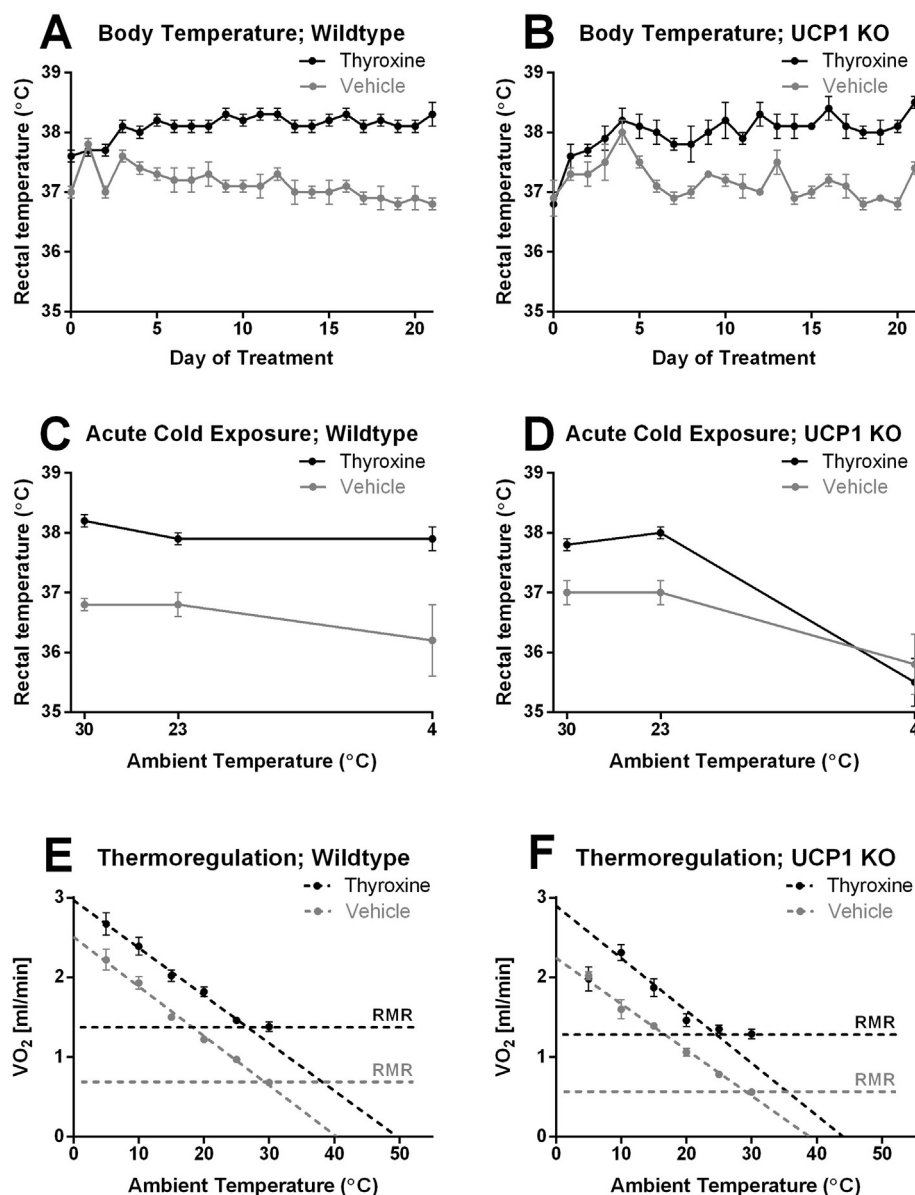 A Body Temperature; Wildtype
Thyroxine
Vehicle
Rectal temperature (°C)
39
38
37
36
35
0 5 10 15 20
Day of Treatment
B Body Temperature; UCP1 KO
Thyroxine
Vehicle
Rectal temperature (°C)
39
38
37
36
35
0 5 10 15 20
Day of Treatment
C Acute Cold Exposure; Wildtype
Thyroxine
Vehicle
Rectal temperature (°C)
39
38
37
36
35
30 23 4
Ambient Temperature (°C)
D Acute Cold Exposure; UCP1 KO
Thyroxine
Vehicle
Rectal temperature (°C)
39
38
37
36
35
30 23 4
Ambient Temperature (°C)
E Thermoregulation; Wildtype
Thyroxine
Vehicle
VO₂ [ml/min]
3
2
1
0
RMR
RMR
0 10 20 30 40 50
Ambient Temperature (°C)
F Thermoregulation; UCP1 KO
Thyroxine
Vehicle
VO₂ [ml/min]
3
2
1
0
RMR
RMR
0 10 20 30 40 50
Ambient Temperature (°C)